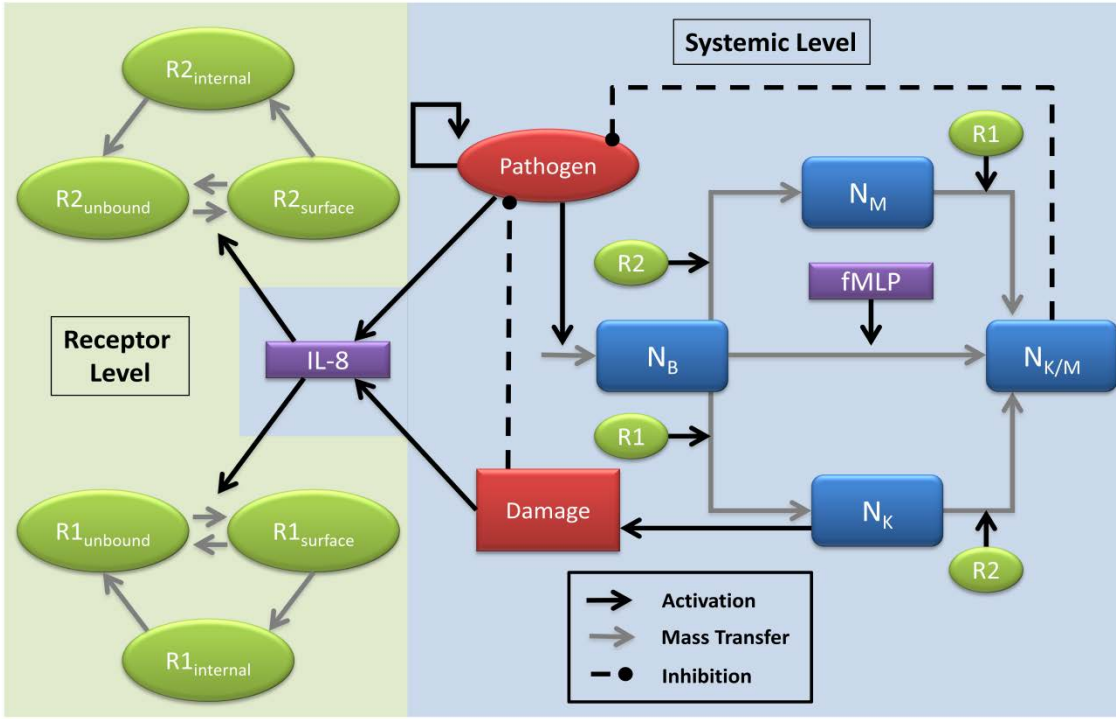 Systemic Level
R2internal
R2unbound
R2surface
Pathogen
R1
NM
R2
fMLP
Receptor
Level
IL-8
NB
NK/M
R1
R1unbound
R1surface
R1internal
Damage
NK
R2
Activation
Mass Transfer
Inhibition